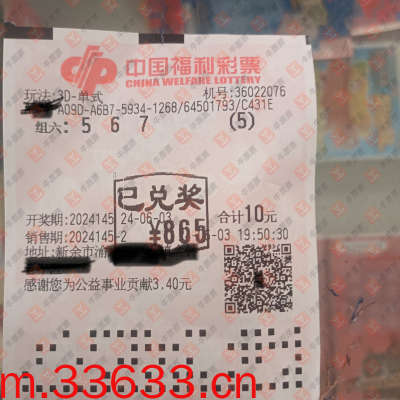 中国福利彩票
CHINA WELFARE LOTTERY
玩法:3D-单式 机号:36022076
A09D-A6B7-5934-1268/64501793/C431E
组六: 5 6 7 (5)
已兑奖
¥865
开奖期:2024145 24-06-03 合计10元
销售期:2024145-2 -03 19:50:30
地址:新余市渝
感谢您为公益事业贡献3.40元
m.33633.cn